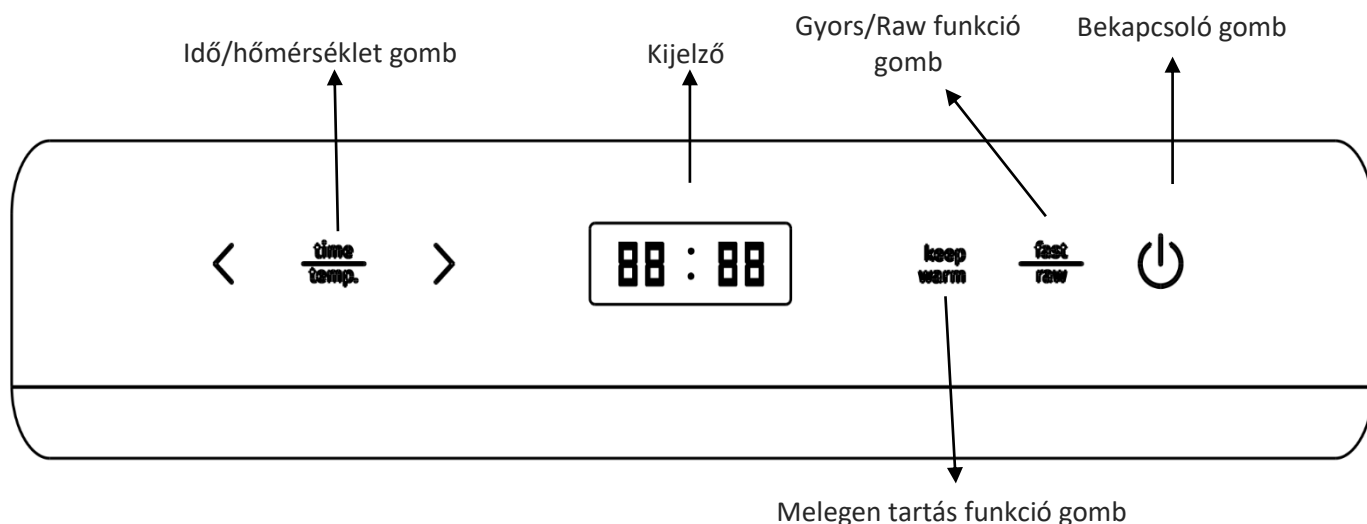 Idő/hőmérséklet gomb
Kijelző
Gyors/Raw funkció
gomb
Bekapcsoló gomb
time
temp.
88 : 88
keep
warm
fast
raw
Melegen tartás funkció gomb